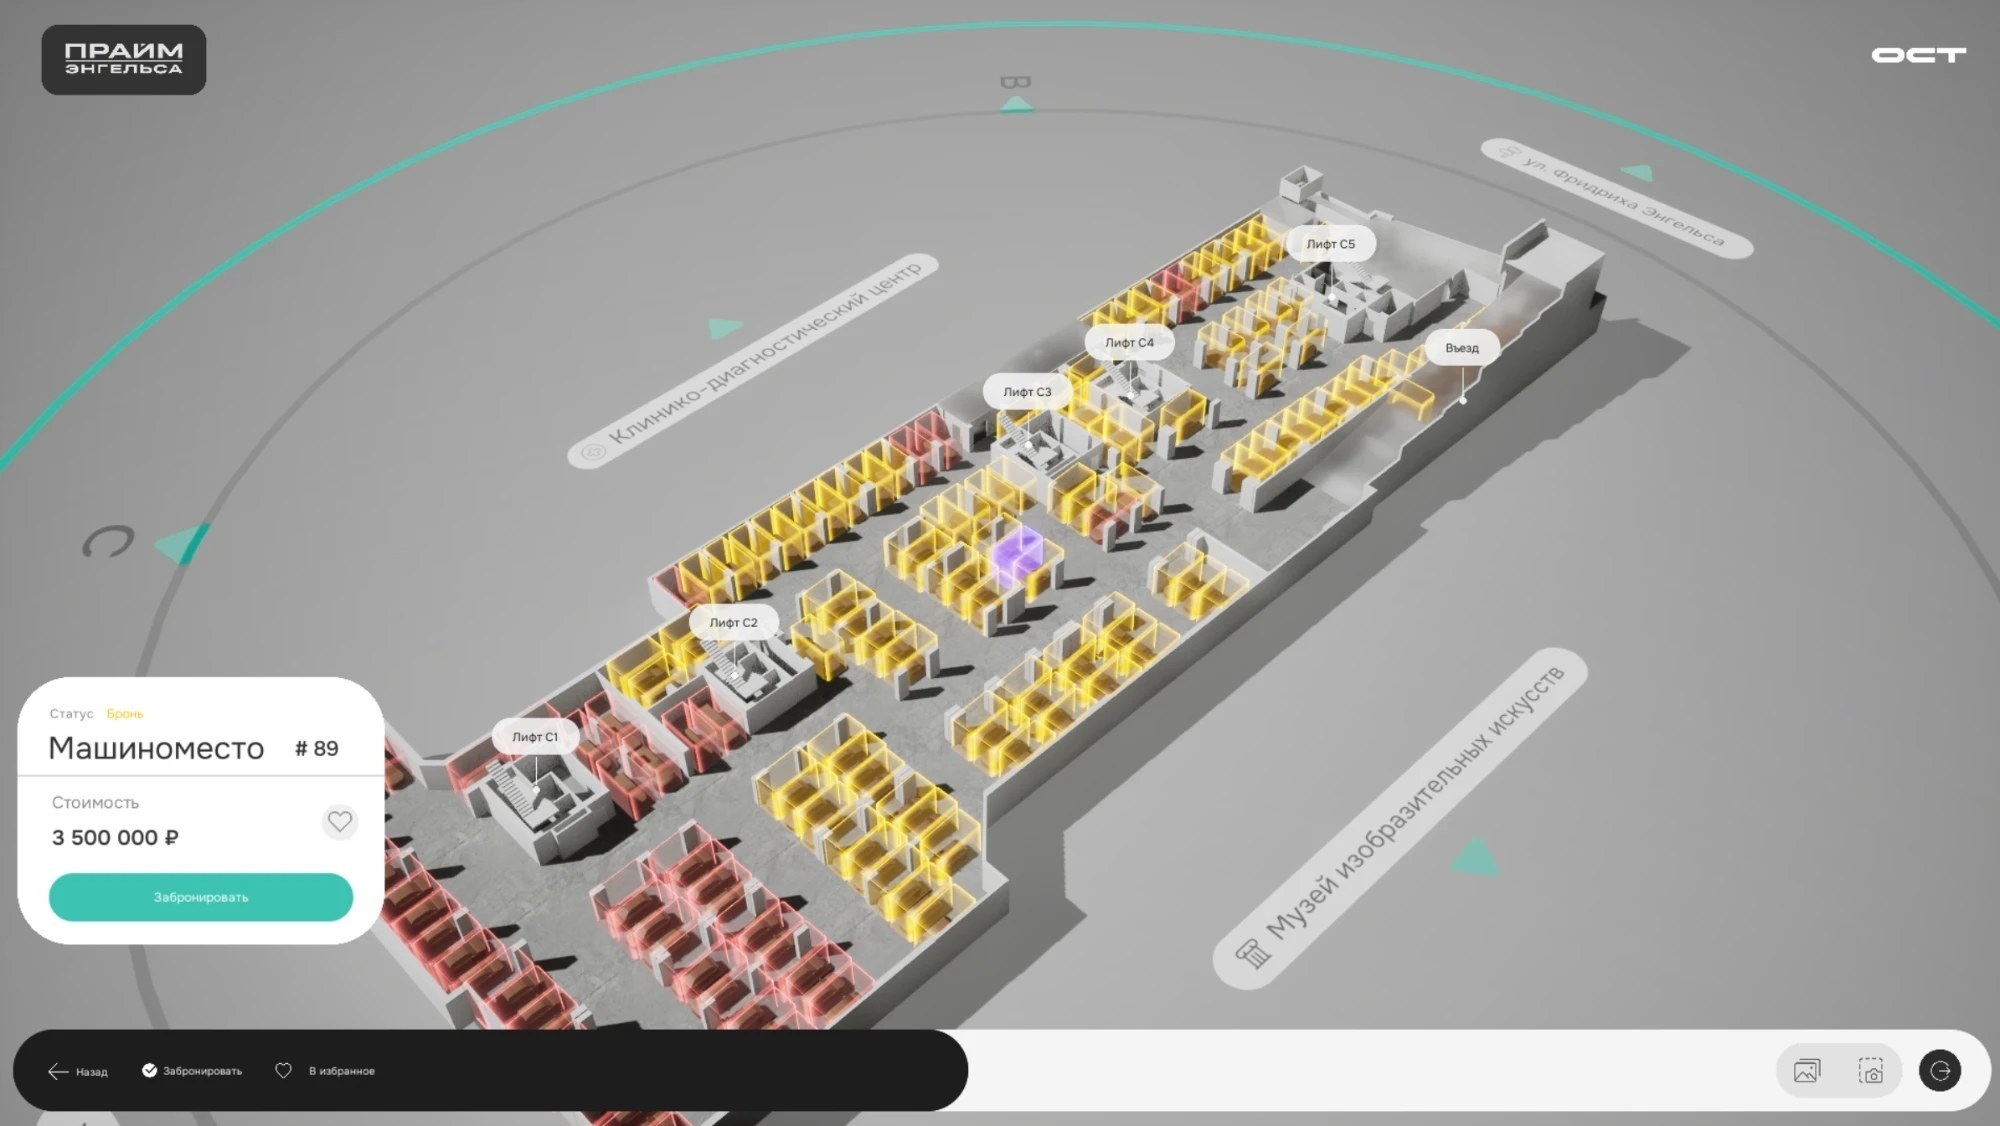 ПРАЙМ
ЭНГЕЛЬСА
ОСТ
В
ул. Фридриха Энгельса
Лифт С5
Клинико-диагностический центр
Лифт С4
Въезд
Лифт С3
С
Лифт С2
Музей изобразительных искусств
Лифт С1
Статус Бронь
Машиноместо # 89
Стоимость
3 500 000 ₽
Забронировать
Назад
Забронировать
В избранное